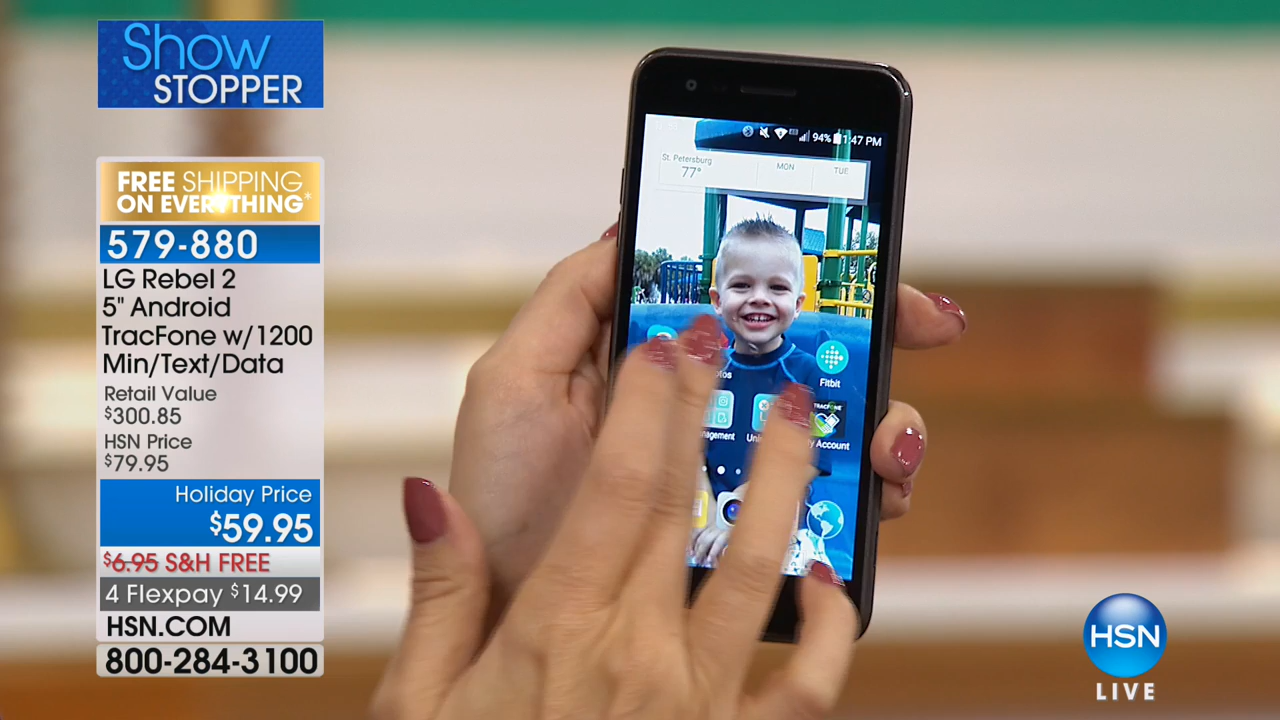 Show
STOPPER
FREE SHIPPING
ON EVERYTHING*
579-880
LG Rebel 2
5" Android
TracFone w/1200
Min/Text/Data
Retail Value
$300.85
HSN Price
$79.95
Holiday Price
$59.95
$6.95 S&H FREE
4 Flexpay $14.99
HSN.COM
800-284-3100
94% 1:47 PM
St. Petersburg
77°
MON
TUE
Fitbit
TRACFONE
Account
HSN
LIVE